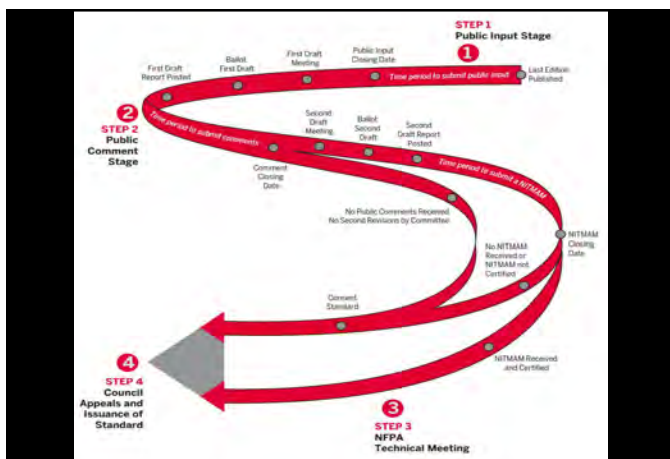 STEP 1
Public Input Stage
1
First Draft
Report Posted
Ballot
First Draft
First Draft
Meeting
Public Input
Closing Date
Time period to submit public input
Last Edition
Published
2
STEP 2
Public
Comment
Stage
Time period to submit comments
Comment
Closing
Date
Second
Draft
Meeting
Ballot
Second
Draft
Second
Draft Report
Posted
Time period to submit a NITMAM
No Public Comments Received
No Second Revisions by Committee
NITMAM
Closing
Date
No NITMAM
Received or
NITMAM not
Certified
Consent
Standard
NITMAM Received
and Certified
4
STEP 4
Council
Appeals and
Issuance of
Standard
3
STEP 3
NFPA
Technical Meeting